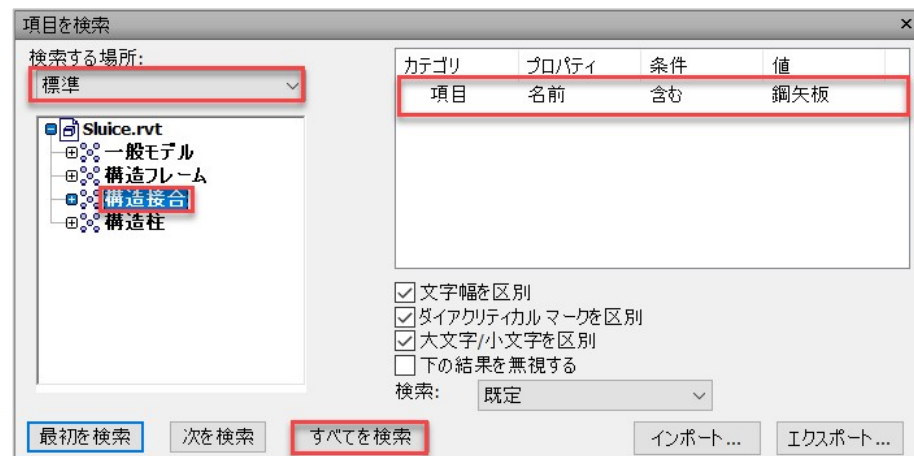 項目を検索
検索する場所:
標準
Sluice.rvt
一般モデル
構造フレーム
構造接合
構造柱
カテゴリ プロパティ 条件 値
項目 名前 含む 鋼矢板
文字幅を区別
ダイアクリティカル マークを区別
大文字/小文字を区別
下の結果を無視する
検索: 既定
最初を検索 次を検索 すべてを検索 インポート... エクスポート...